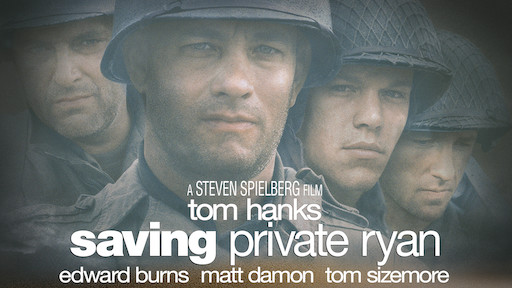 A STEVEN SPIELBERG FILM
tom hanks
saving private ryan
edward burns matt damon tom sizemore